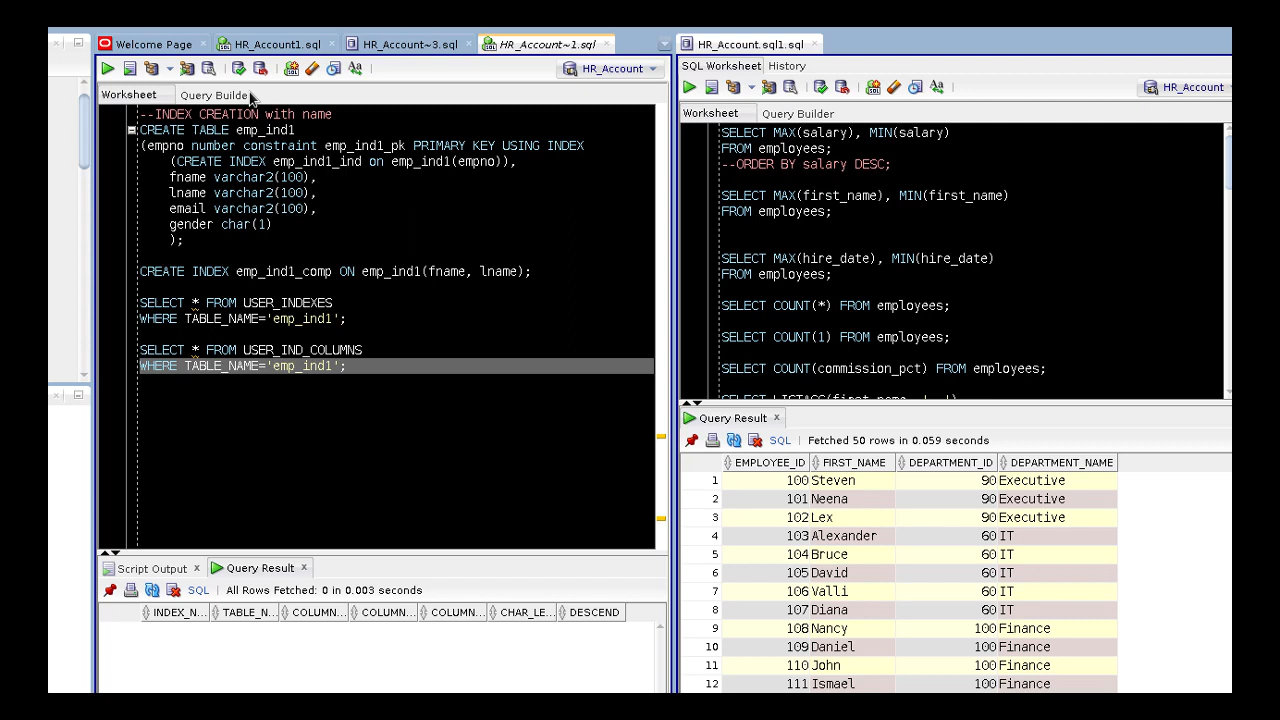 Welcome Page
HR_Account1.sql
HR_Account~3.sql
HR_Account~1.sql
HR_Account
Worksheet
Query Builde
--INDEX CREATION with name
CREATE TABLE emp_ind1
(empno number constraint emp_ind1_pk PRIMARY KEY USING INDEX
(CREATE INDEX emp_ind1_ind on emp_ind1(empno)),
fname varchar2(100),
lname varchar2(100),
email varchar2(100),
gender char(1)
);
CREATE INDEX emp_ind1_comp ON emp_ind1(fname, lname);
SELECT * FROM USER_INDEXES
WHERE TABLE_NAME='emp_ind1';
SELECT * FROM USER_IND_COLUMNS
WHERE TABLE_NAME='emp_ind1';
Script Output
Query Result
SQL | All Rows Fetched: 0 in 0.003 seconds
INDEX_N... TABLE_N... COLUMN... COLUMN... COLUMN... CHAR_LE... DESCEND
HR_Account.sql1.sql
SQL Worksheet History
HR_Account
Worksheet
Query Builder
SELECT MAX(salary), MIN(salary)
FROM employees;
--ORDER BY salary DESC;
SELECT MAX(first_name), MIN(first_name)
FROM employees;
SELECT MAX(hire_date), MIN(hire_date)
FROM employees;
SELECT COUNT(*) FROM employees;
SELECT COUNT(1) FROM employees;
SELECT COUNT(commission_pct) FROM employees;
Query Result
SQL | Fetched 50 rows in 0.059 seconds
EMPLOYEE_ID FIRST_NAME DEPARTMENT_ID DEPARTMENT_NAME
1 100 Steven 90 Executive
2 101 Neena 90 Executive
3 102 Lex 90 Executive
4 103 Alexander 60 IT
5 104 Bruce 60 IT
6 105 David 60 IT
7 106 Valli 60 IT
8 107 Diana 60 IT
9 108 Nancy 100 Finance
10 109 Daniel 100 Finance
11 110 John 100 Finance
12 111 Ismael 100 Finance